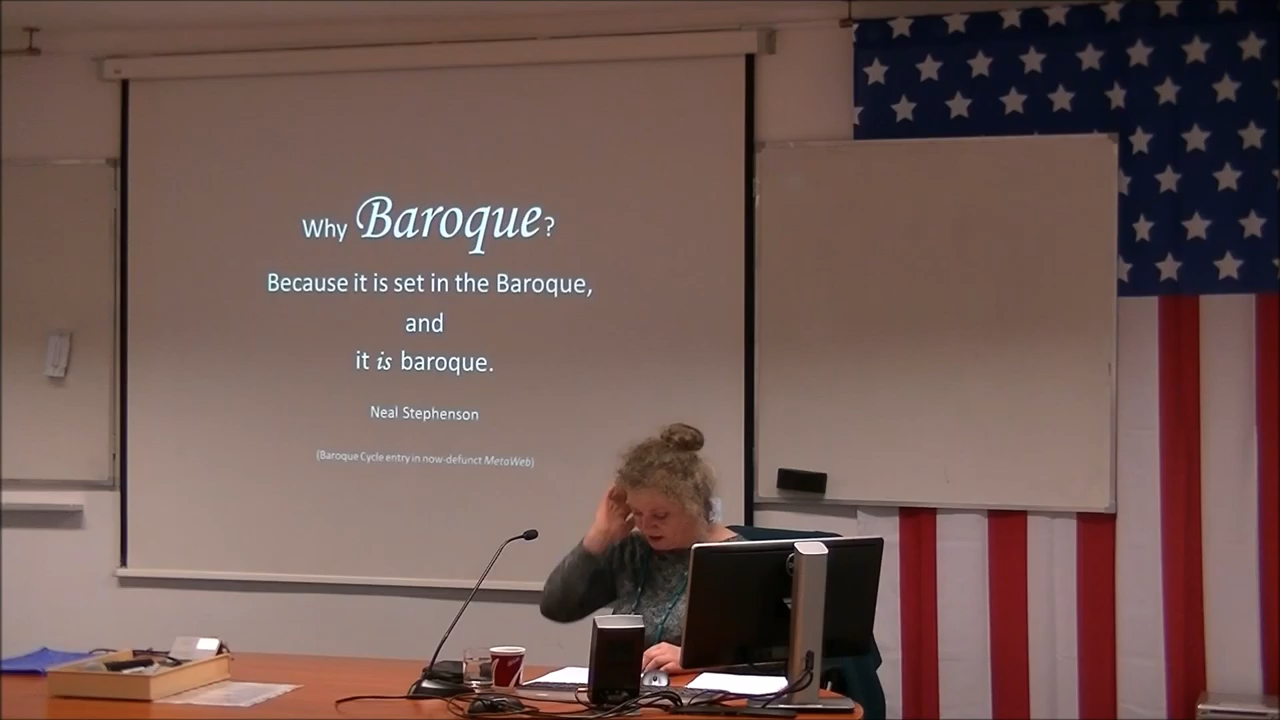 Why Baroque?
Because it is set in the Baroque,
and
it is baroque.
Neal Stephenson
(Baroque Cycle entry in now-defunct MetaWeb)